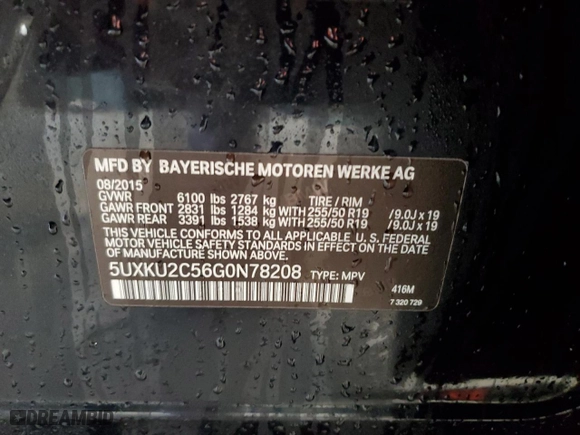 MFD BY BAYERISCHE MOTOREN WERKE AG
08/2015
GVWR 6100 lbs 2767 kg TIRE / RIM
GAWR FRONT 2831 lbs 1284 kg WITH 255/50 R19 /9.0J x 19
GAWR REAR 3391 lbs 1538 kg WITH 255/50 R19 /9.0J x 19
THIS VEHICLE CONFORMS TO ALL APPLICABLE U. S. FEDERAL
MOTOR VEHICLE SAFETY STANDARDS IN EFFECT ON THE DATE
OF MANUFACTURE SHOWN ABOVE.
5UXKU2C56G0N78208 TYPE: MPV
416M
7 320 729
DREAMBID